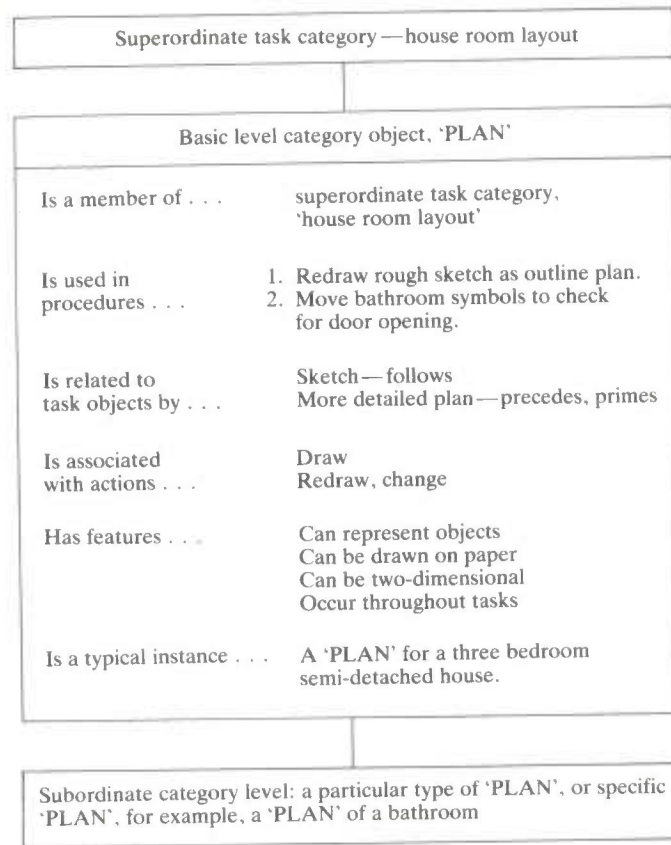 Superordinate task category—house room layout
Basic level category object, ‘PLAN’
Is a member of . . . superordinate task category,
‘house room layout’
Is used in 1. Redraw rough sketch as outline plan.
procedures . . . 2. Move bathroom symbols to check
for door opening.
Is related to Sketch—follows
task objects by . . . More detailed plan—precedes, primes
Is associated Draw
with actions . . . Redraw, change
Has features . . . Can represent objects
Can be drawn on paper
Can be two-dimensional
Occur throughout tasks
Is a typical instance . . . A ‘PLAN’ for a three bedroom
semi-detached house.
Subordinate category level: a particular type of ‘PLAN’, or specific
‘PLAN’, for example, a ‘PLAN’ of a bathroom